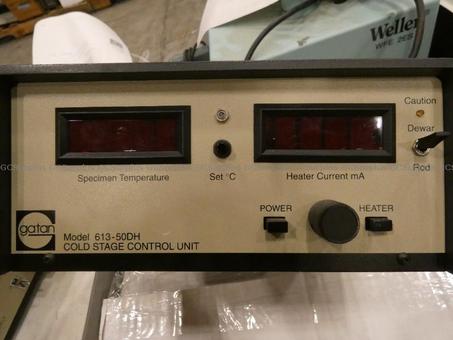 Weller
WFE 2ES
Caution
Dewar
Rod
Specimen Temperature
Set °C
Heater Current mA
POWER
HEATER
gatan
Model 613-50DH
COLD STAGE CONTROL UNIT